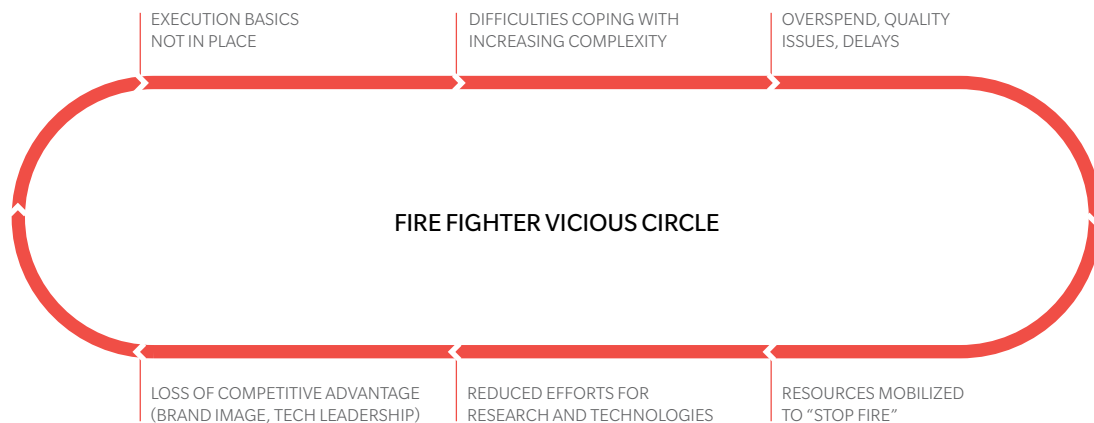 EXECUTION BASICS
NOT IN PLACE
DIFFICULTIES COPING WITH
INCREASING COMPLEXITY
OVERSPEND, QUALITY
ISSUES, DELAYS
FIRE FIGHTER VICIOUS CIRCLE
LOSS OF COMPETITIVE ADVANTAGE
(BRAND IMAGE, TECH LEADERSHIP)
REDUCED EFFORTS FOR
RESEARCH AND TECHNOLOGIES
RESOURCES MOBILIZED
TO “STOP FIRE”